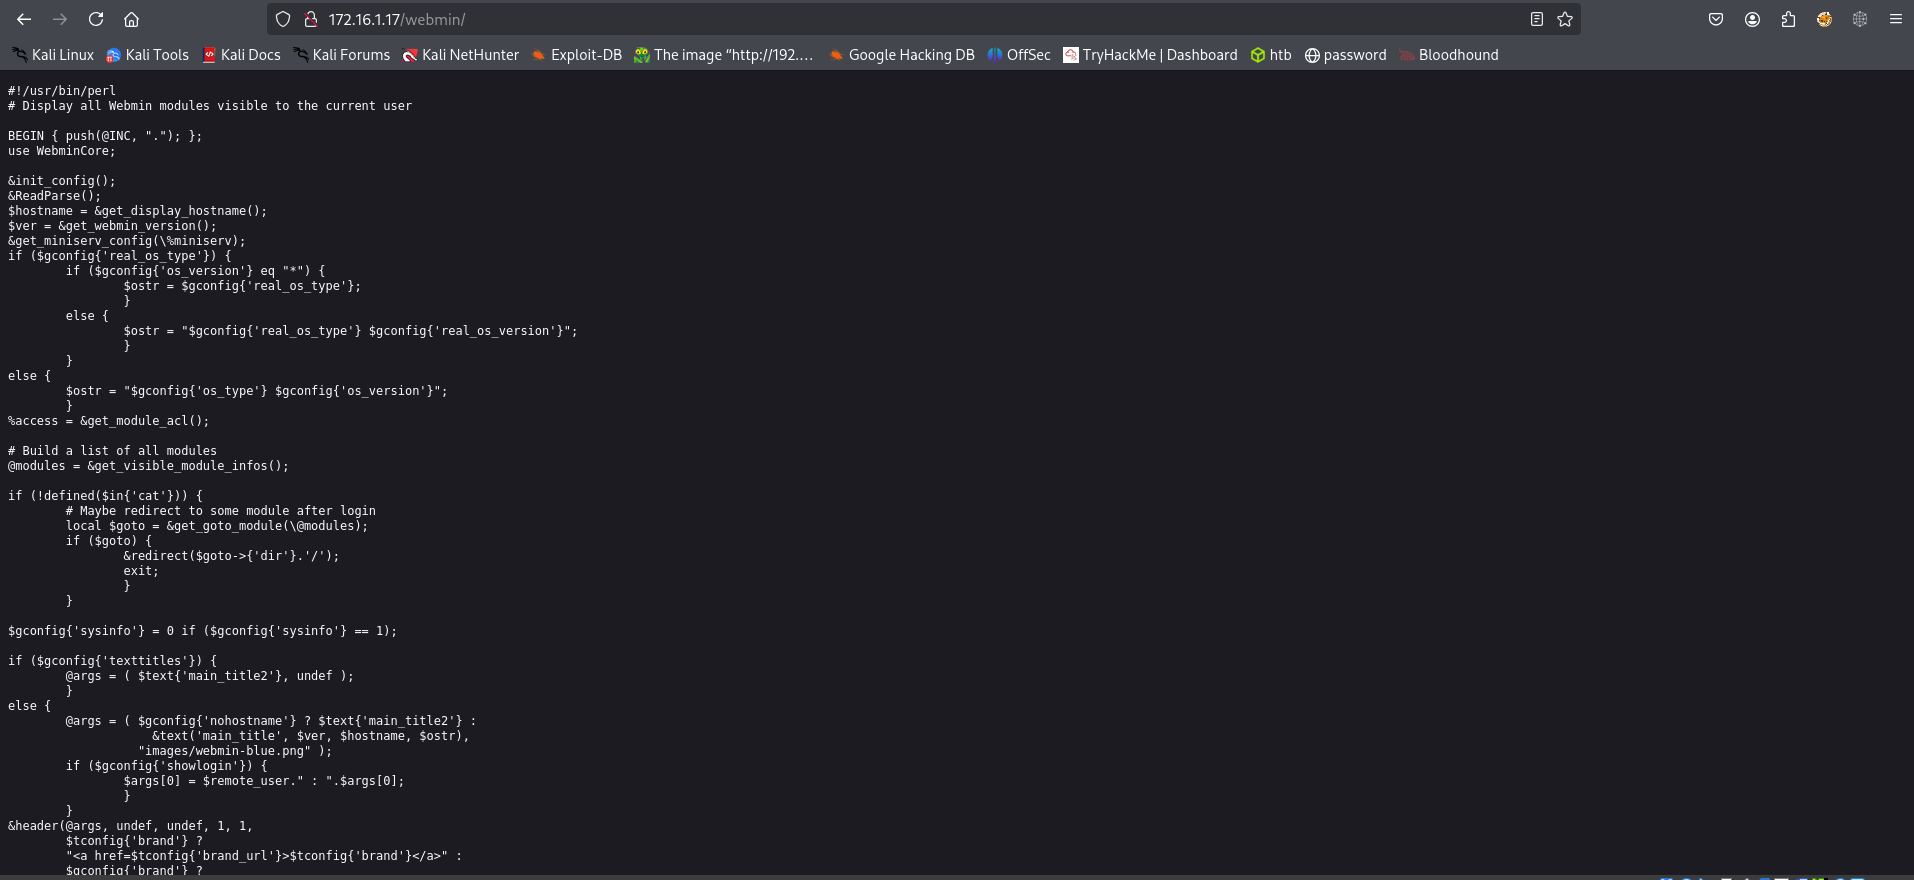 172.16.1.17/webmin/
Kali Linux Kali Tools Kali Docs Kali Forums Kali NetHunter Exploit-DB The image “http://192.… Google Hacking DB OffSec TryHackMe | Dashboard htb password Bloodhound
#!/usr/bin/perl
# Display all Webmin modules visible to the current user
BEGIN { push(@INC, "."); };
use WebminCore;
&init_config();
&ReadParse();
$hostname = &get_display_hostname();
$ver = &get_webmin_version();
&get_miniserv_config(\%miniserv);
if ($gconfig{'real_os_type'}) {
        if ($gconfig{'os_version'} eq "*") {
                $ostr = $gconfig{'real_os_type'};
                }
        else {
                $ostr = "$gconfig{'real_os_type'} $gconfig{'real_os_version'}";
                }
        }
else {
        $ostr = "$gconfig{'os_type'} $gconfig{'os_version'}";
        }
%access = &get_module_acl();
# Build a list of all modules
@modules = &get_visible_module_infos();
if (!defined($in{'cat'})) {
        # Maybe redirect to some module after login
        local $goto = &get_goto_module(\@modules);
        if ($goto) {
                &redirect($goto->{'dir'}.'/');
                exit;
                }
        }
$gconfig{'sysinfo'} = 0 if ($gconfig{'sysinfo'} == 1);
if ($gconfig{'texttitles'}) {
        @args = ( $text{'main_title2'}, undef );
        }
else {
        @args = ( $gconfig{'nohostname'} ? $text{'main_title2'} :
                    &text('main_title', $ver, $hostname, $ostr),
                  "images/webmin-blue.png" );
        if ($gconfig{'showlogin'}) {
                $args[0] = $remote_user." : ".$args[0];
                }
        }
&header(@args, undef, undef, 1, 1,
        $tconfig{'brand'} ?
        "<a href=$tconfig{'brand_url'}>$tconfig{'brand'}</a>" :
        $gconfig{'brand'} ?